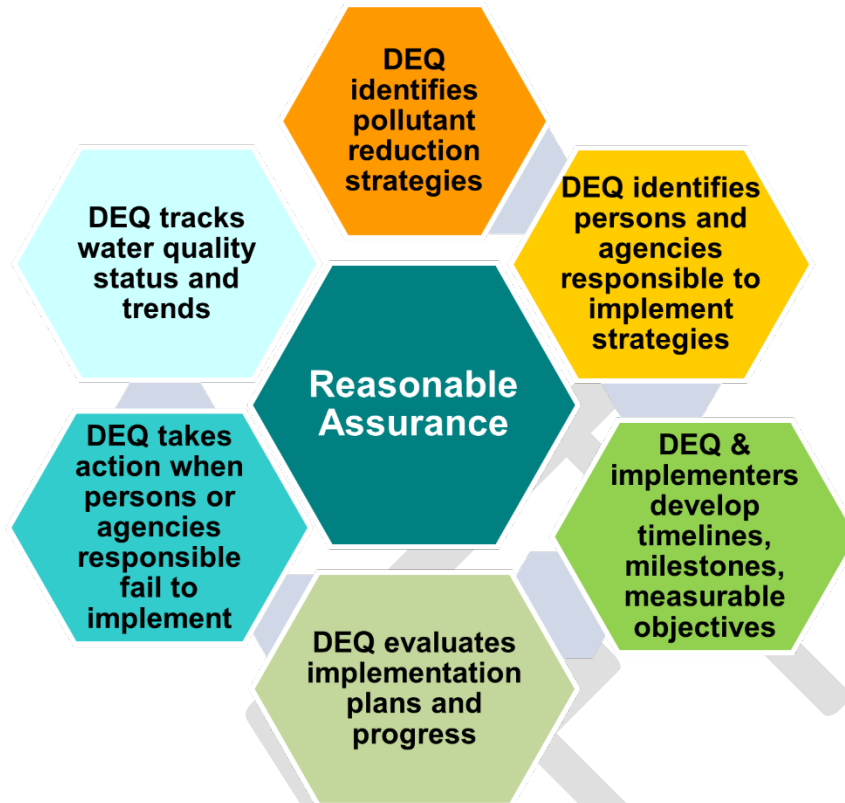 DEQ
identifies
pollutant
reduction
strategies
DEQ identifies
persons and
agencies
responsible to
implement
strategies
DEQ &
implementers
develop
timelines,
milestones,
measurable
objectives
DEQ evaluates
implementation
plans and
progress
DEQ takes
action when
persons or
agencies
responsible
fail to
implement
DEQ tracks
water quality
status and
trends
Reasonable
Assurance